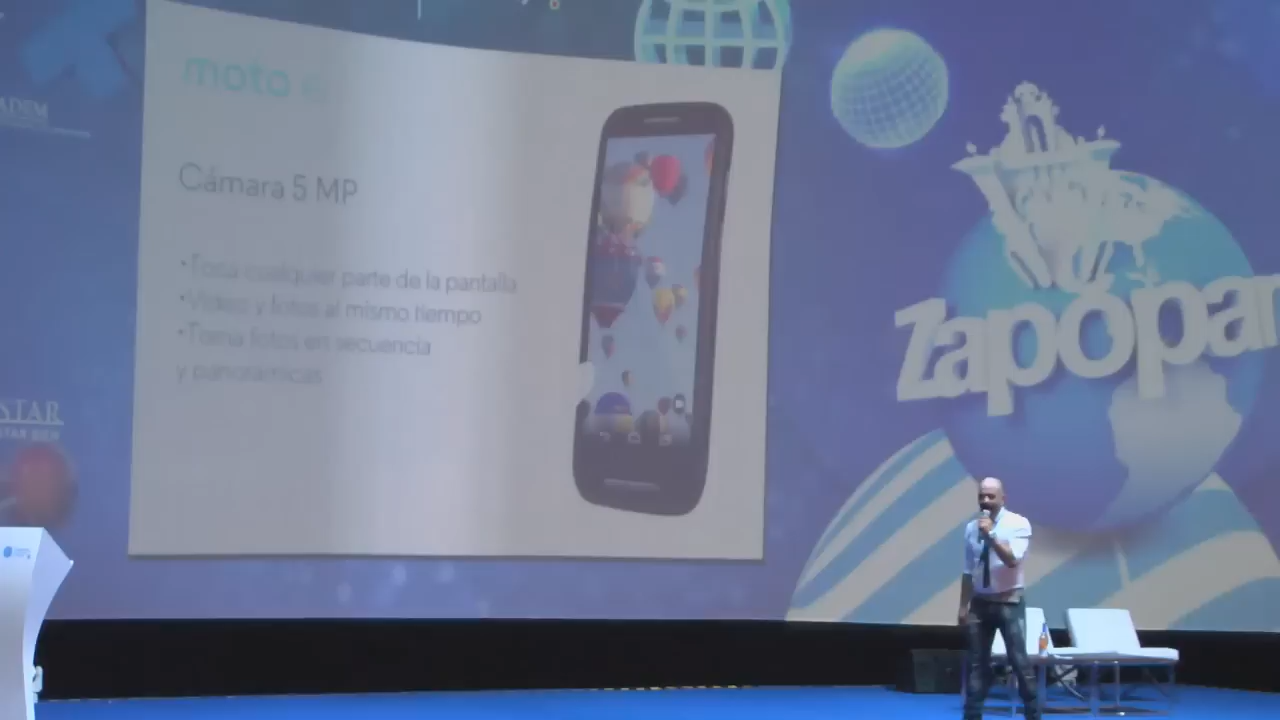 moto e
Cámara 5 MP
•Toca cualquier parte de la pantalla
•Video y fotos al mismo tiempo
•Toma fotos en secuencia
y panorámicas
Zapopan
STAR